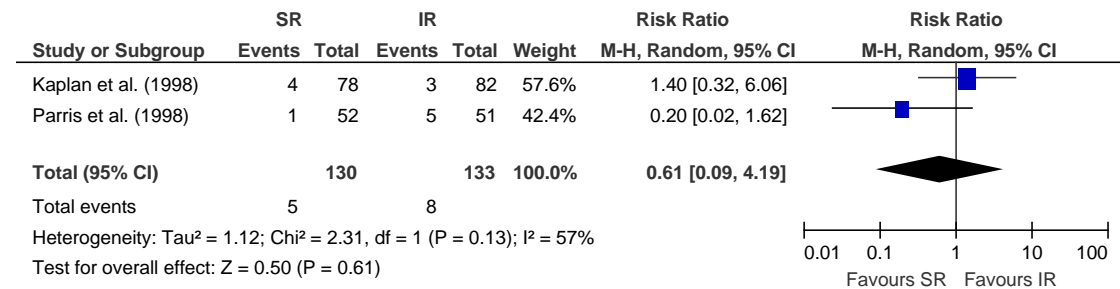 SR IR Risk Ratio Risk Ratio
Study or Subgroup Events Total Events Total Weight M-H, Random, 95% CI M-H, Random, 95% CI
Kaplan et al. (1998) 4 78 3 82 57.6% 1.40 [0.32, 6.06]
Parris et al. (1998) 1 52 5 51 42.4% 0.20 [0.02, 1.62]
Total (95% CI) 130 133 100.0% 0.61 [0.09, 4.19]
Total events 5 8
Heterogeneity: Tau² = 1.12; Chi² = 2.31, df = 1 (P = 0.13); I² = 57%
Test for overall effect: Z = 0.50 (P = 0.61)
0.01 0.1 1 10 100
Favours SR Favours IR